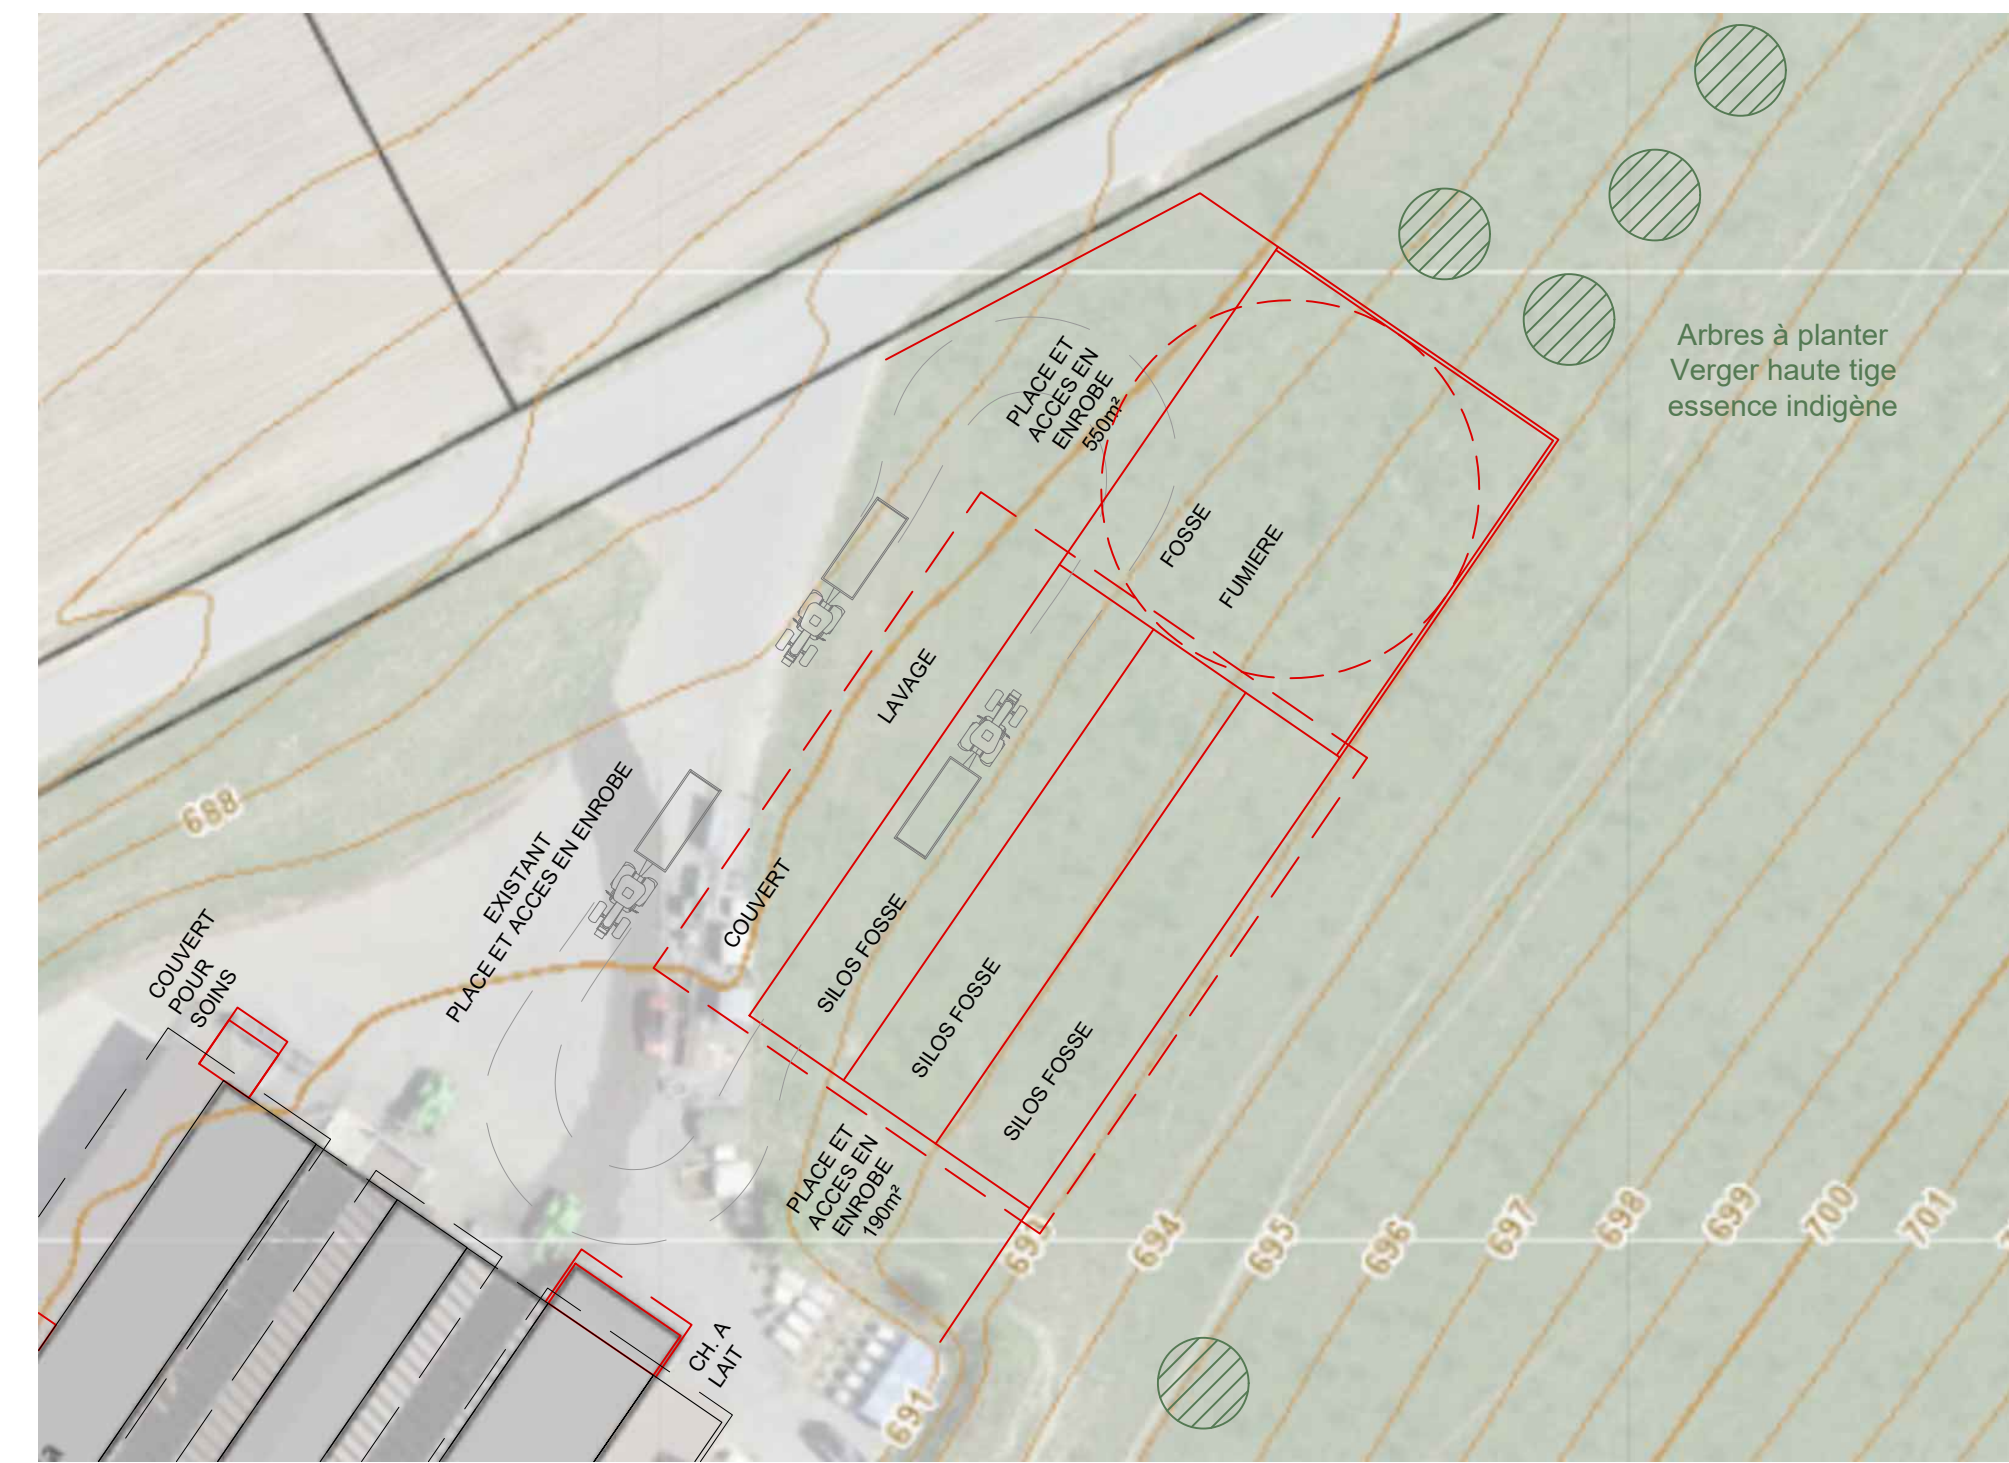 Arbres à planter
Verger haute tige
essence indigène
PLACE ET
ACCES EN
ENROBE
550m²
FOSSE
FUMIERE
LAVAGE
COUVERT
EXISTANT
PLACE ET ACCES EN ENROBE
688
COUVERT
POUR
SOINS
SILOS FOSSE
SILOS FOSSE
SILOS FOSSE
PLACE ET
ACCES EN
ENROBE
190m²
CH. A
LAIT
691
694
695
696
697
698
699
700
701